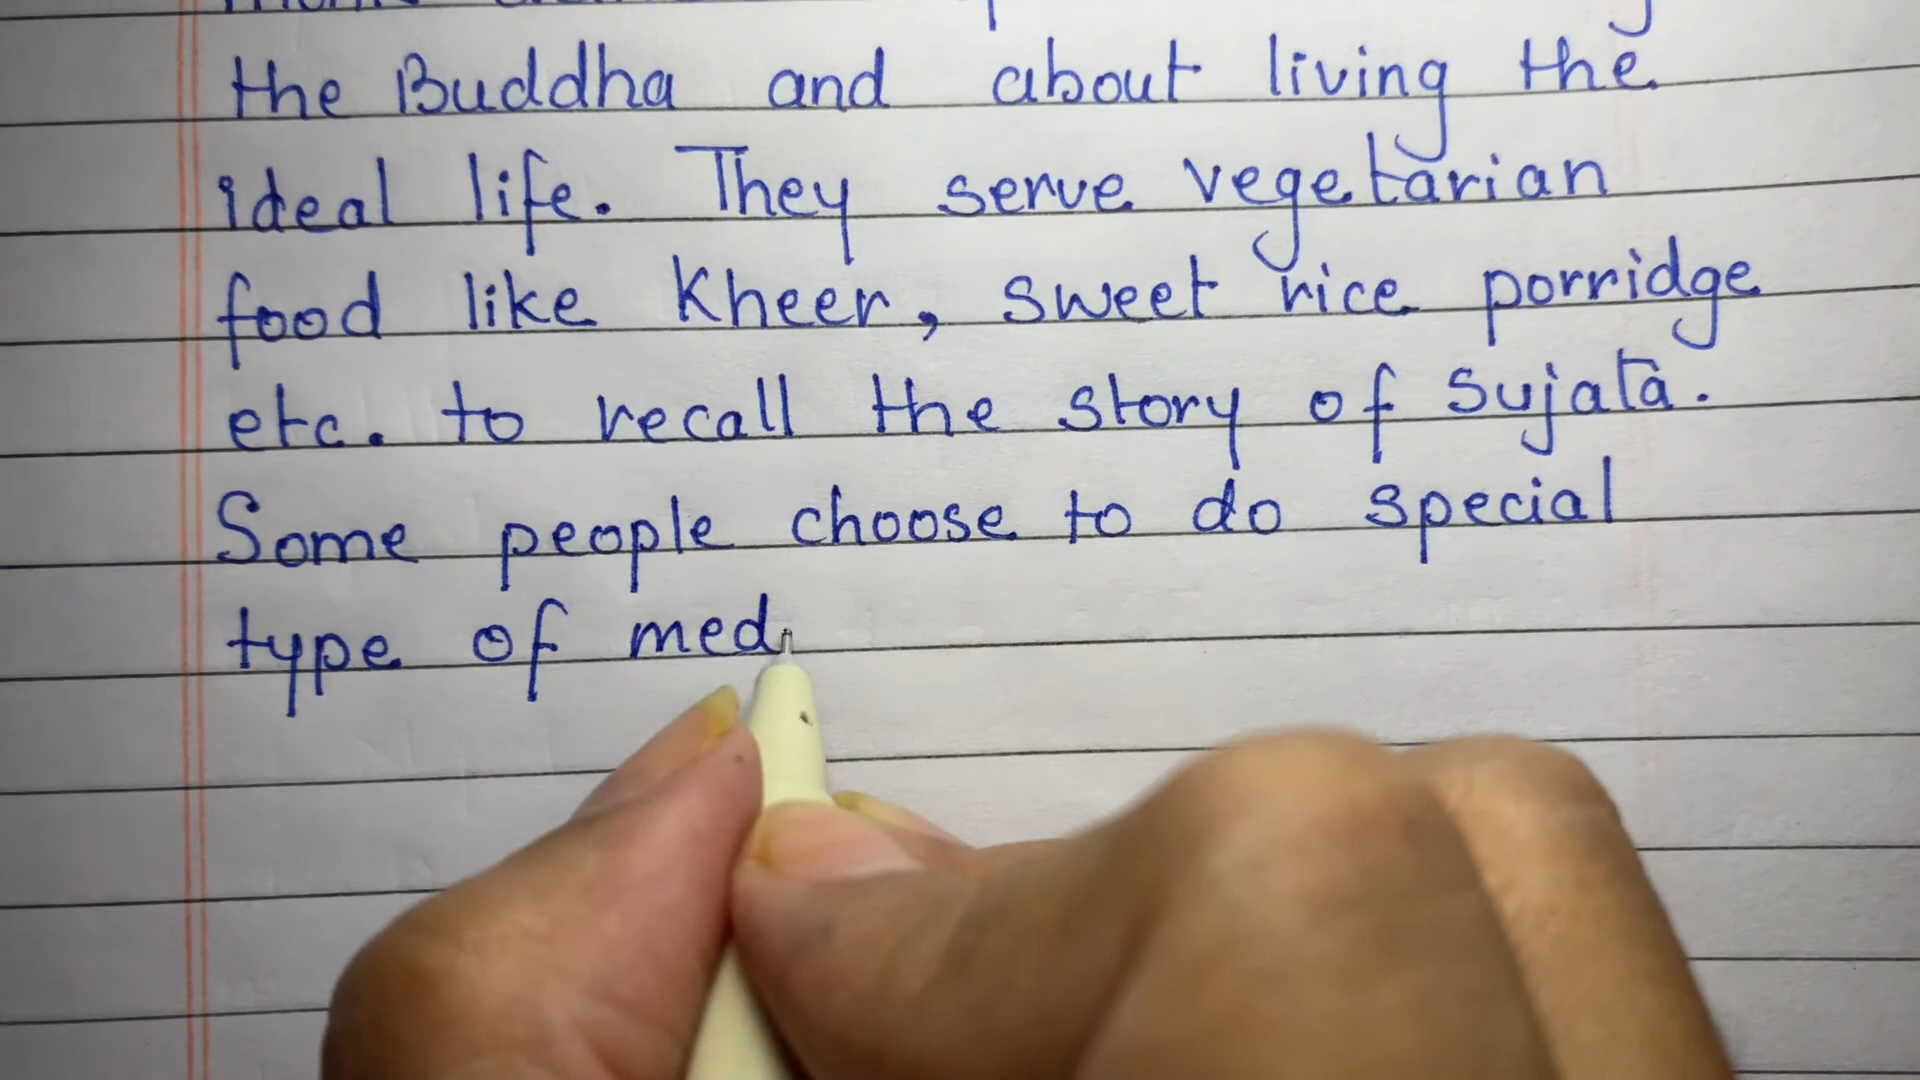 the Buddha and about living the
ideal life. They serve vegetarian
food like Kheer, sweet rice porridge
etc. to recall the story of Sujata.
Some people choose to do special
type of med